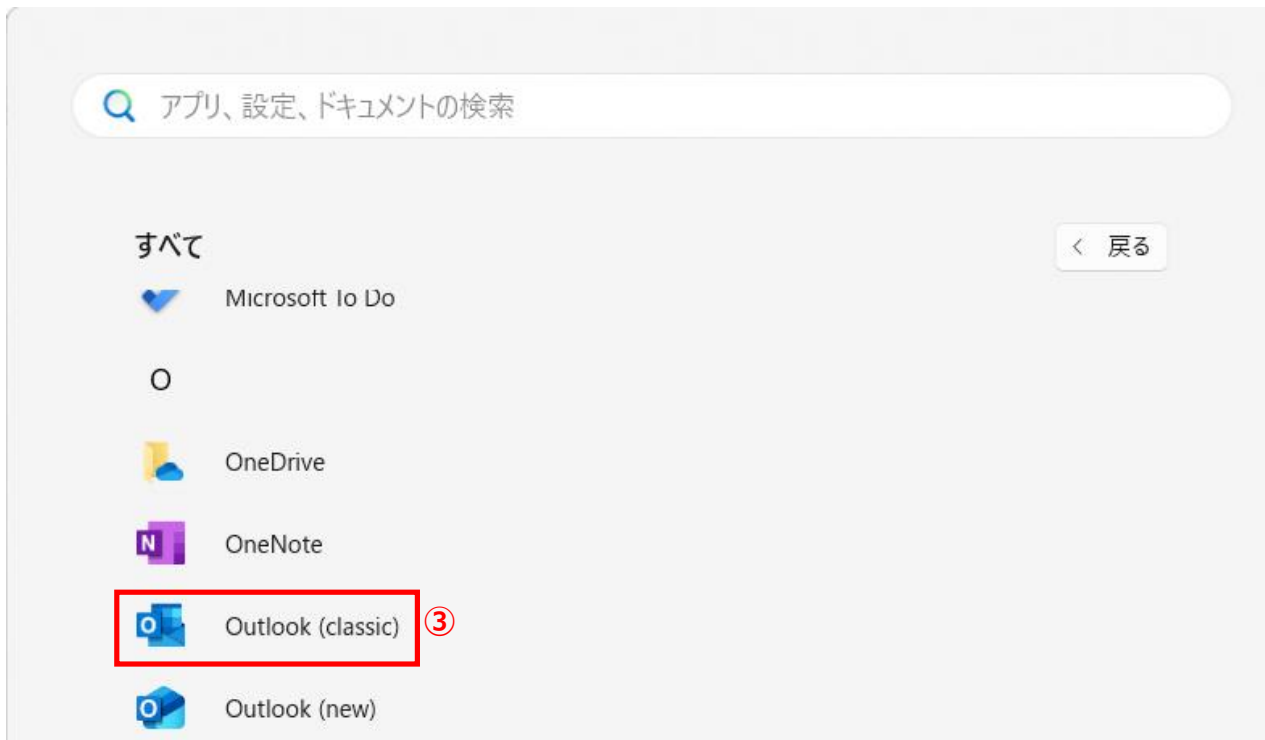 アプリ、設定、ドキュメントの検索
すべて
< 戻る
Microsoft To Do
O
OneDrive
N
OneNote
O
Outlook (classic)
③
O
Outlook (new)